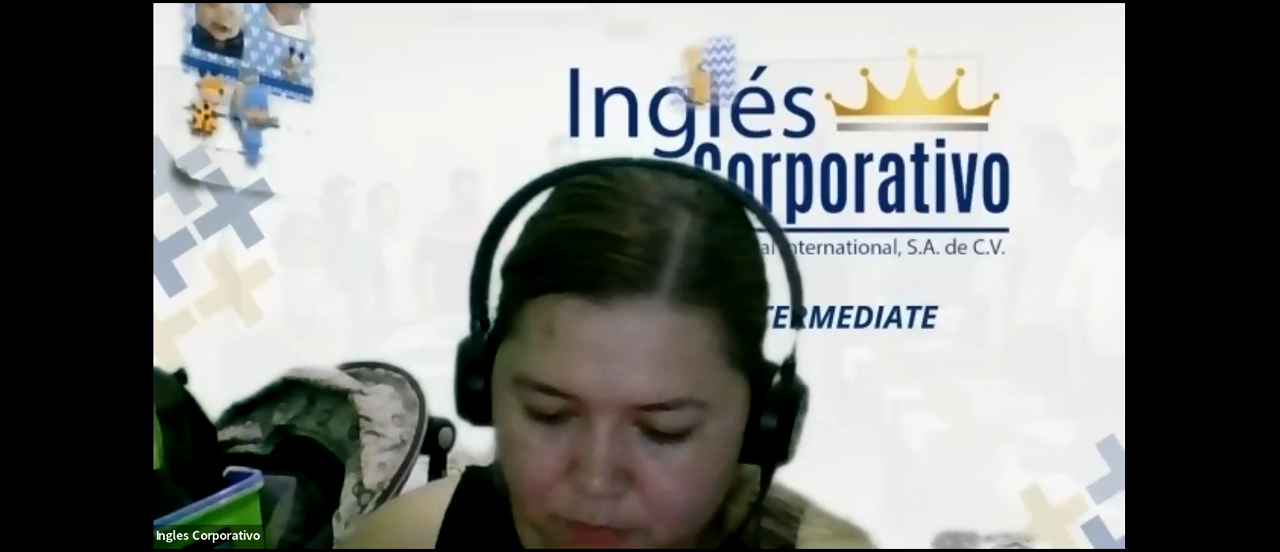 Inglés
Corporativo
International, S.A. de C.V.
TERMEDIATE
Ingles Corporativo